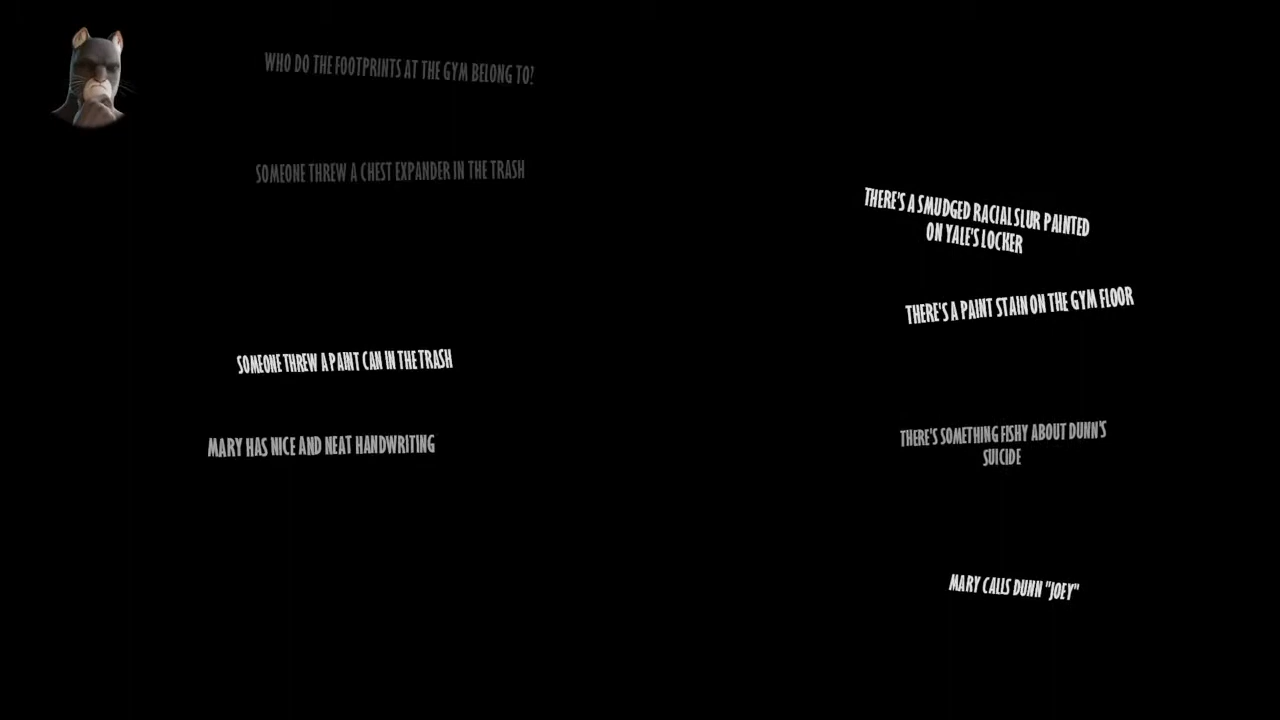 WHO DO THE FOOTPRINTS AT THE GYM BELONG TO?
SOMEONE THREW A CHEST EXPANDER IN THE TRASH
THERE'S A SMUDGED RACIAL SLUR PAINTED
ON YALE'S LOCKER
THERE'S A PAINT STAIN ON THE GYM FLOOR
SOMEONE THREW A PAINT CAN IN THE TRASH
MARY HAS NICE AND NEAT HANDWRITING
THERE'S SOMETHING FISHY ABOUT DUNN'S
SUICIDE
MARY CALLS DUNN "JOEY"